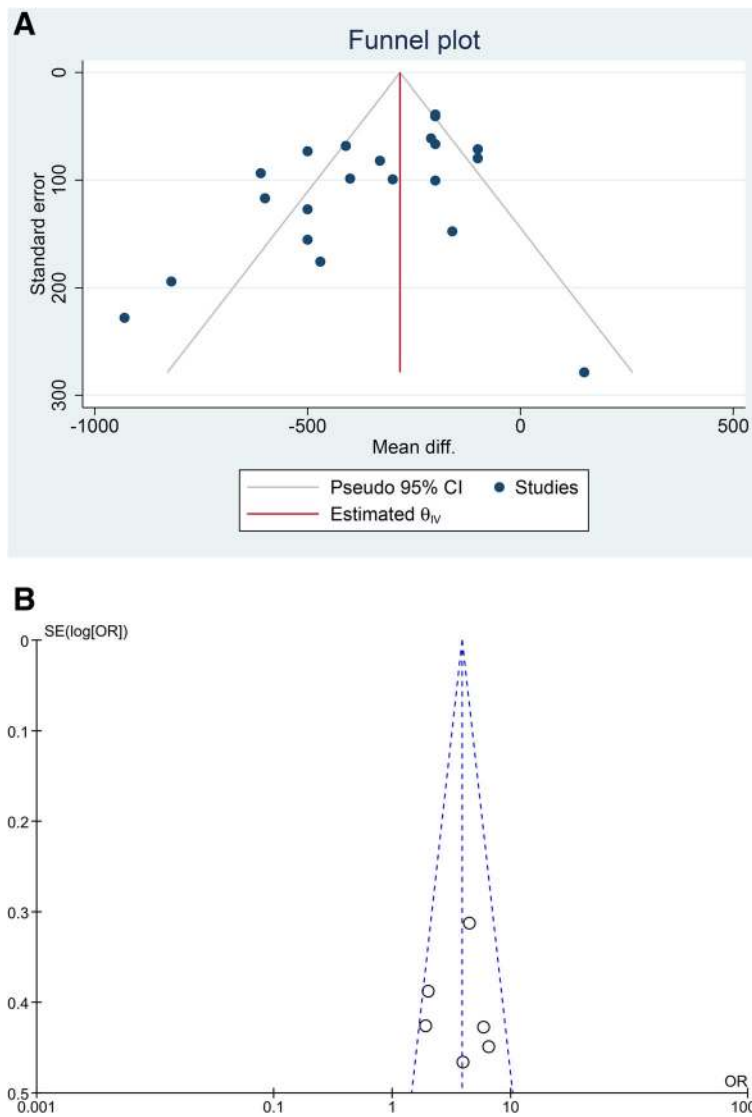 A
Funnel plot
Standard error
0
100
200
300
-1000 -500 0 500
Mean diff.
Pseudo 95% CI Studies
Estimated θIV
B
SE(log[OR])
0
0.1
0.2
0.3
0.4
0.5
OR
0.001 0.1 1 10 100